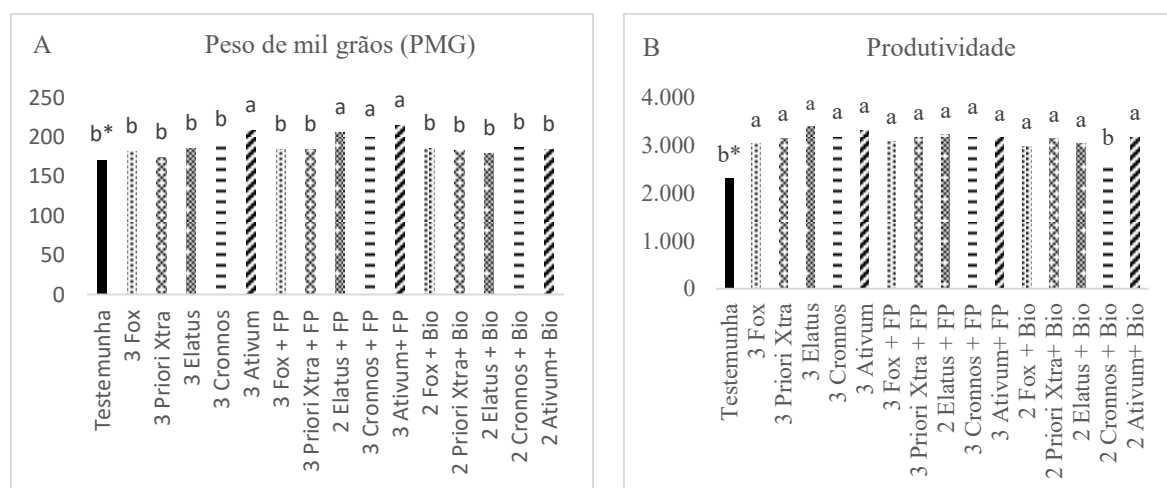 A
Peso de mil grãos (PMG)
250
200
150
100
50
0
b* b b b b a b b a a a b b b b b
Testemunha
3 Fox
3 Priori Xtra
3 Elatus
3 Cronnos
3 Ativum
3 Fox + FP
3 Priori Xtra + FP
2 Elatus + FP
3 Cronnos + FP
3 Ativum+ FP
2 Fox + Bio
2 Priori Xtra+ Bio
2 Elatus + Bio
2 Cronnos + Bio
2 Ativum+ Bio
B
Produtividade
4.000
3.000
2.000
1.000
0
b* a a a a a a a a a a a a a b a
Testemunha
3 Fox
3 Priori Xtra
3 Elatus
3 Cronnos
3 Ativum
3 Fox + FP
3 Priori Xtra + FP
2 Elatus + FP
3 Cronnos + FP
3 Ativum+ FP
2 Fox + Bio
2 Priori Xtra+ Bio
2 Elatus + Bio
2 Cronnos + Bio
2 Ativum+ Bio